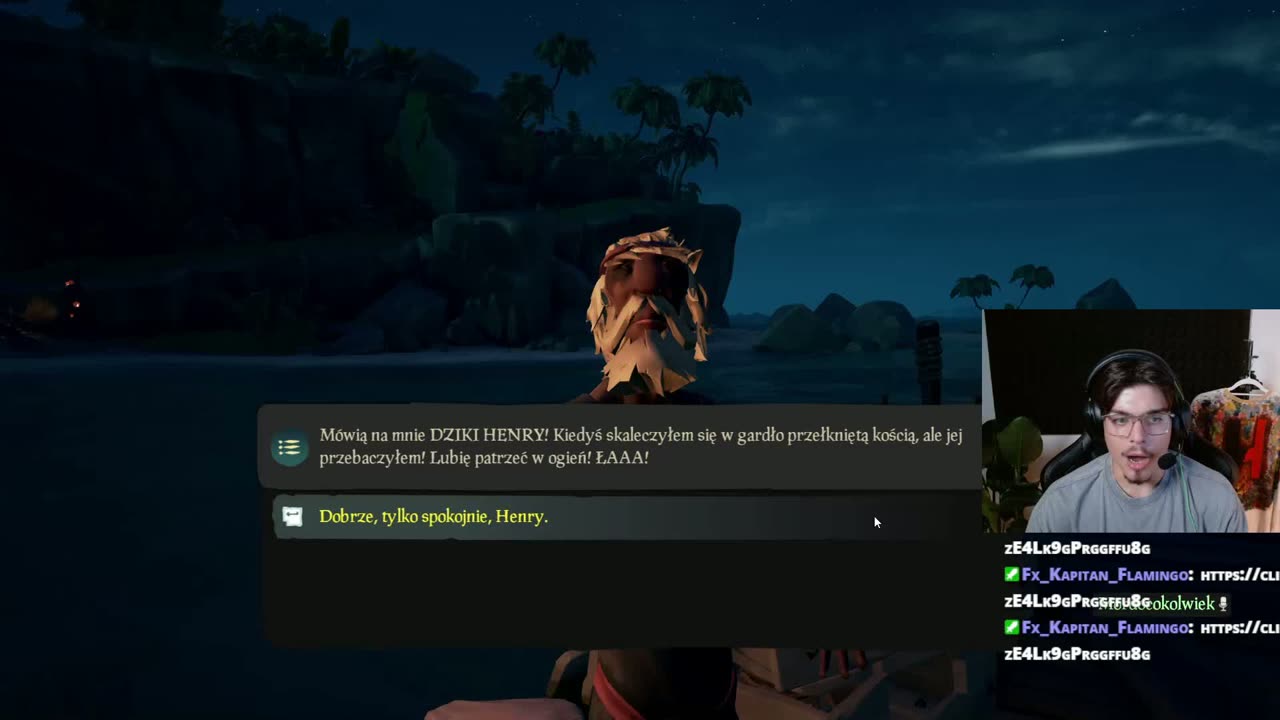 Mówią na mnie DZIKI HENRY! Kiedyś skaleczyłem się w gardło przełkniętą kością, ale jej
przebaczyłem! Lubię patrzeć w ogień! ŁAAA!
Dobrze, tylko spokojnie, Henry.
zE4Lk9gPrggffu8g
Fx_Kapitan_Flamingo: https://cli
zE4Lk9gPrggffu8g
Fx_Kapitan_Flamingo: https://cli
zE4Lk9gPrggffu8g